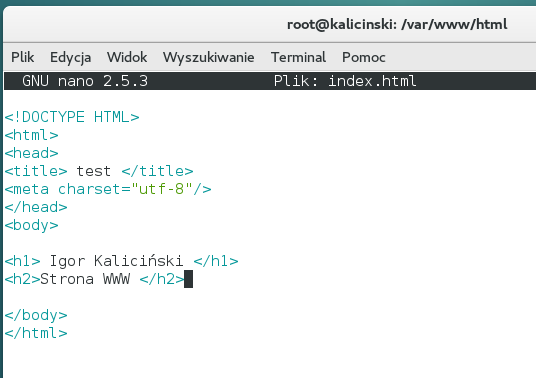 root@kalicinski: /var/www/html
Plik Edycja Widok Wyszukiwanie Terminal Pomoc
GNU nano 2.5.3 Plik: index.html
<!DOCTYPE HTML>
<html>
<head>
<title> test </title>
<meta charset="utf-8"/>
</head>
<body>
<h1> Igor Kaliciński </h1>
<h2>Strona WWW </h2>
</body>
</html>